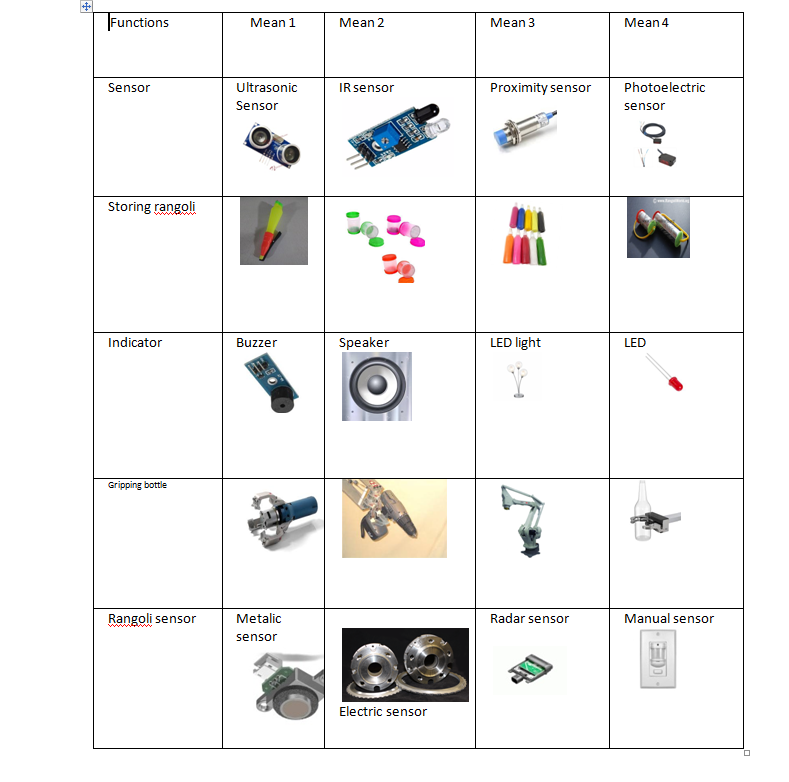 Functions
Mean 1
Mean 2
Mean 3
Mean 4
Sensor
Ultrasonic
Sensor
IR sensor
Proximity sensor
Photoelectric
sensor
Storing rangoli
Indicator
Buzzer
Speaker
LED light
LED
Gripping bottle
Rangoli sensor
Metalic
sensor
Electric sensor
Radar sensor
Manual sensor